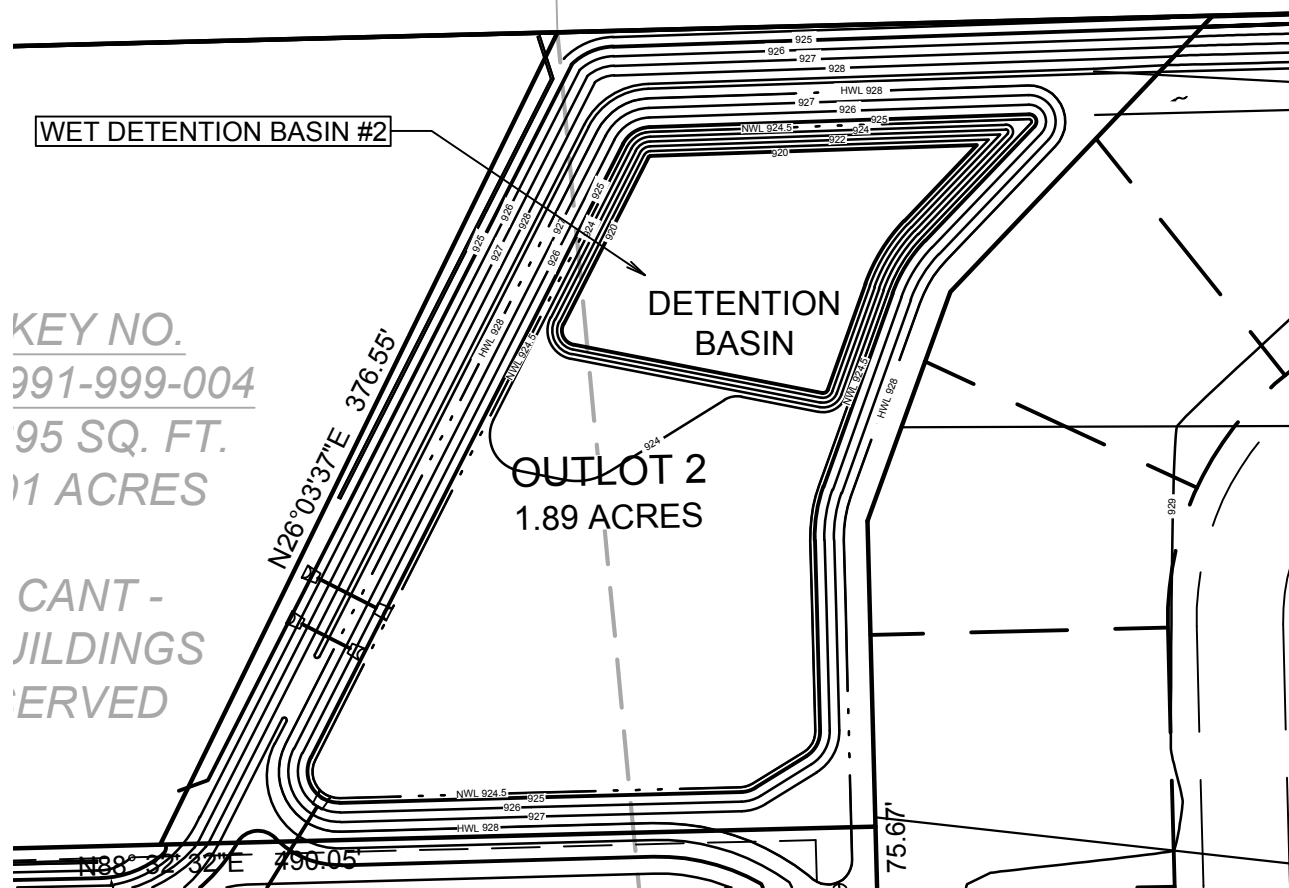 925
926
927
928
HWL 928
927
926
925
NWL 924.5
924
922
920
WET DETENTION BASIN #2
925
926
927
928
927
926
925
924
920
DETENTION
BASIN
HWL 928
NWL 924.5
NWL 924.5
HWL 928
KEY NO.
991-999-004
95 SQ. FT.
01 ACRES
N26°03'37"E 376.55'
924
OUTLOT 2
1.89 ACRES
929
CANT -
UILDINGS
SERVED
NWL 924.5
925
926
927
HWL 928
75.67'
N88° 32' 32"E 490.05'